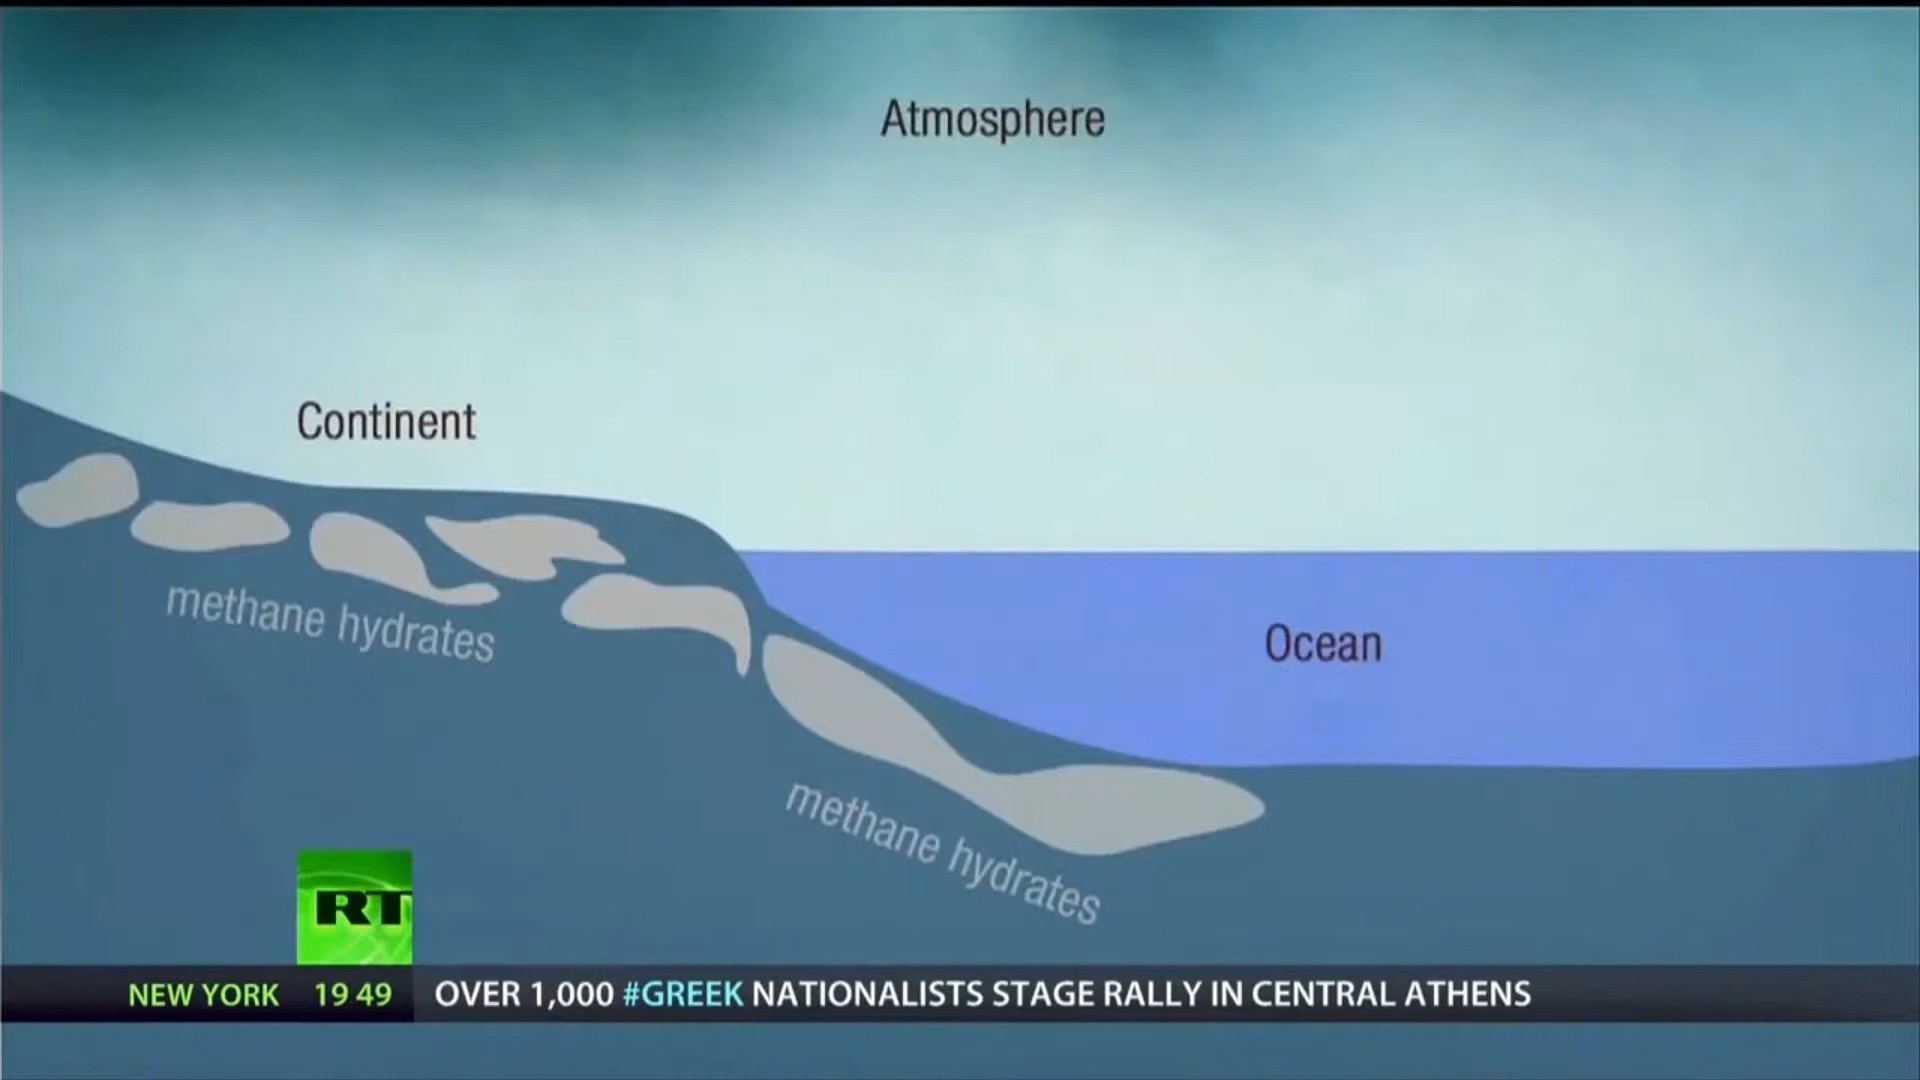 Atmosphere
Continent
methane hydrates
Ocean
methane hydrates
RT
NEW YORK 19 49 OVER 1,000 #GREEK NATIONALISTS STAGE RALLY IN CENTRAL ATHENS